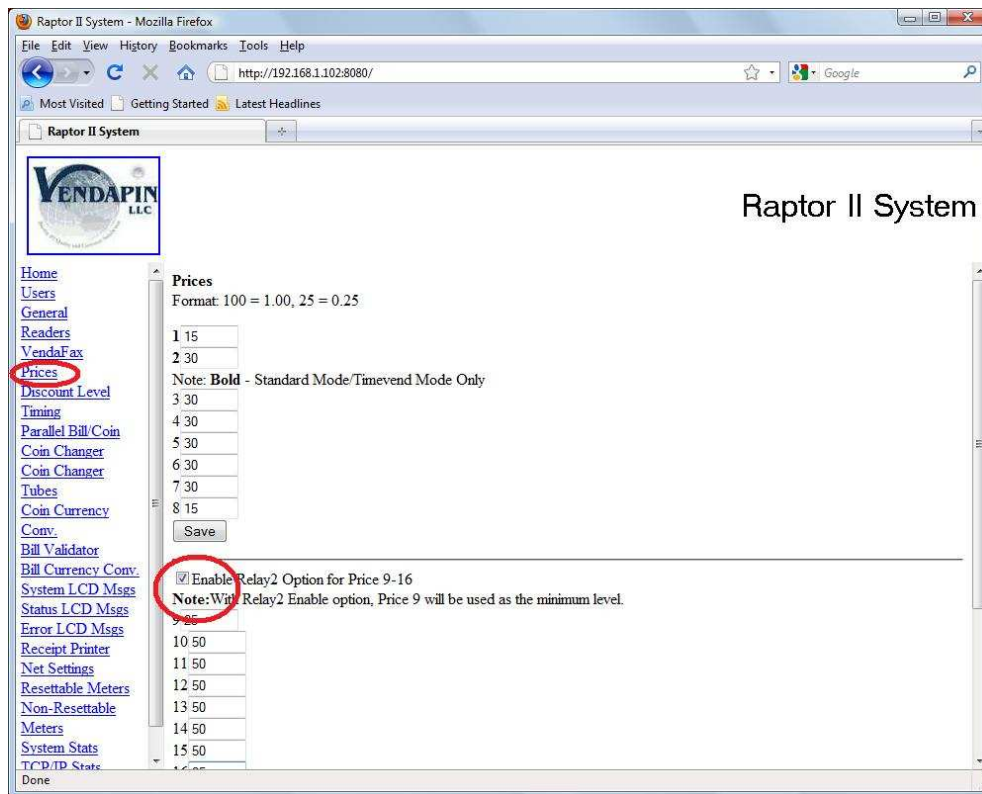 Raptor II System - Mozilla Firefox
File Edit View History Bookmarks Tools Help
http://192.168.1.102:8080/
Google
Most Visited Getting Started Latest Headlines
Raptor II System
VENDAPIN
LLC
Raptor II System
Home
Users
General
Readers
VendaFax
Prices
Discount Level
Timing
Parallel Bill/Coin
Coin Changer
Coin Changer
Tubes
Coin Currency
Conv.
Bill Validator
Bill Currency Conv.
System LCD Msgs
Status LCD Msgs
Error LCD Msgs
Receipt Printer
Net Settings
Resettable Meters
Non-Resettable
Meters
System Stats
TCP/IP Stats
Prices
Format: 100 = 1.00, 25 = 0.25
1 15
2 30
Note: Bold - Standard Mode/Timevend Mode Only
3 30
4 30
5 30
6 30
7 30
8 15
Save
Enable Relay2 Option for Price 9-16
Note:With Relay2 Enable option, Price 9 will be used as the minimum level.
9 25
10 50
11 50
12 50
13 50
14 50
15 50
Done